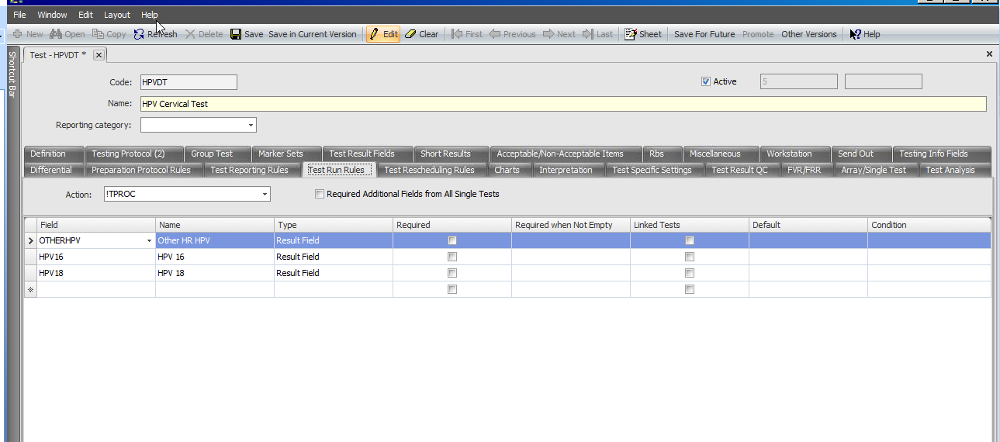 File Window Edit Layout Help
New Open Copy Refresh Delete Save Save in Current Version Edit Clear First Previous Next Last Sheet Save For Future Promote Other Versions Help
Shortcut Bar
Test - HPVDT *
Code: HPVDT Active 5
Name: HPV Cervical Test
Reporting category:
Definition Testing Protocol (2) Group Test Marker Sets Test Result Fields Short Results Acceptable/Non-Acceptable Items Rbs Miscellaneous Workstation Send Out Testing Info Fields
Differential Preparation Protocol Rules Test Reporting Rules Test Run Rules Test Rescheduling Rules Charts Interpretation Test Specific Settings Test Result QC FVR/FRR Array/Single Test Test Analysis
Action: !TPROC Required Additional Fields from All Single Tests
Field Name Type Required Required when Not Empty Linked Tests Default Condition
OTHERHPV Other HR HPV Result Field
HPV16 HPV 16 Result Field
HPV18 HPV 18 Result Field